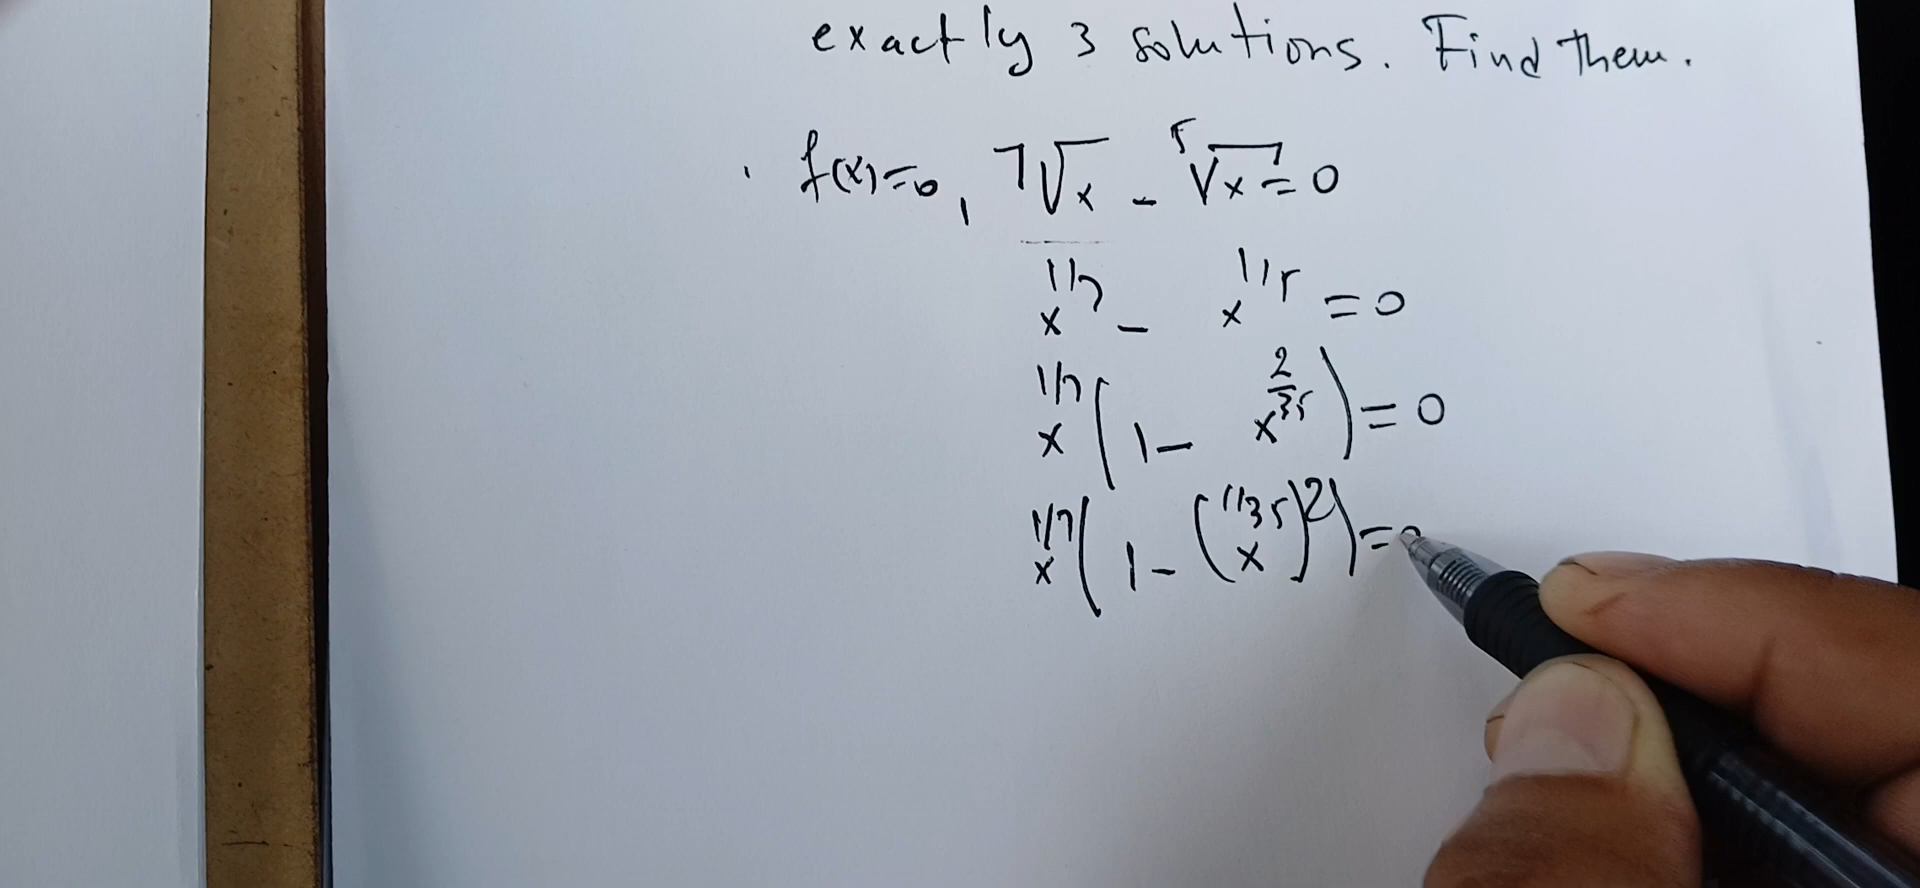 exactly 3 solutions. Find them.
f(x)=0, ⁷√x - ⁵√x = 0
x^1/7 - x^1/5 = 0
x^1/7 (1 - x^2/35) = 0
x^1/7 (1 - (x^1/35)^2) = 0